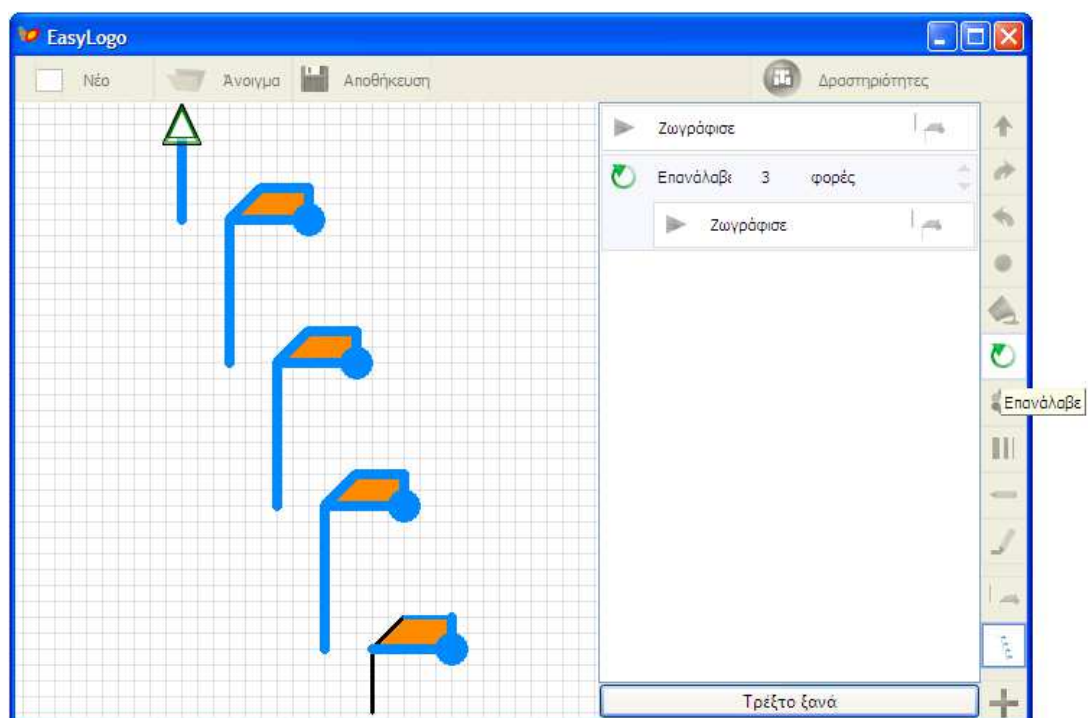 EasyLogo
Νέο Άνοιγμα Αποθήκευση Δραστηριότητες
Ζωγράφισε
Επανάλαβε 3 φορές
Ζωγράφισε
Επανάλαβε
Τρέξτο ξανά